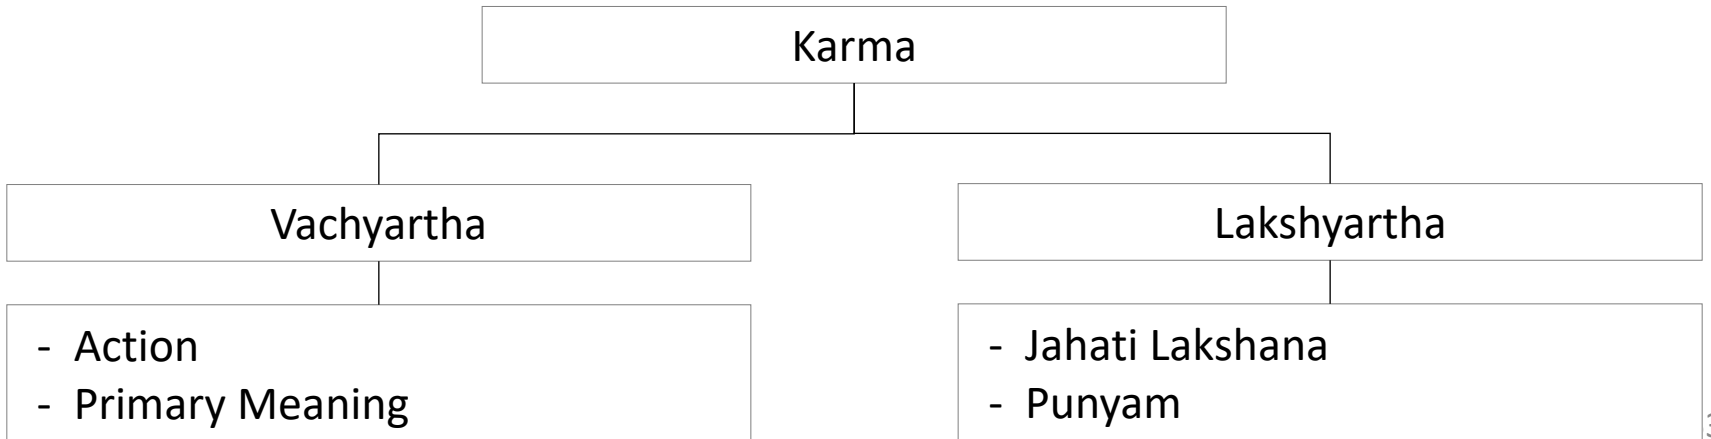 Karma
Vachyartha
Lakshyartha
- Action
- Primary Meaning
- Jahati Lakshana
- Punyam